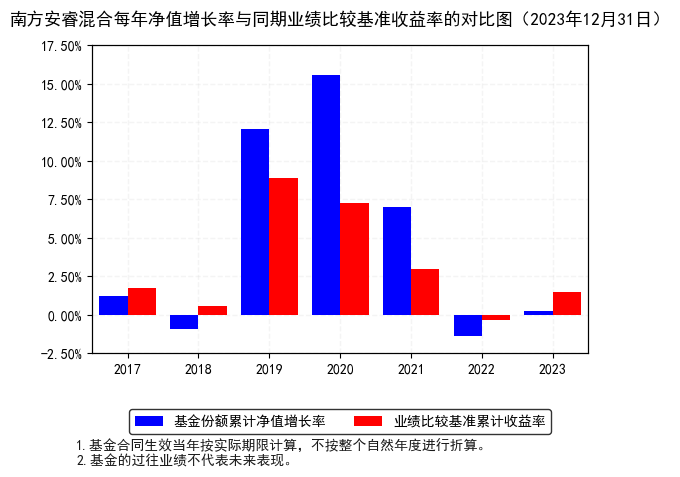 南方安睿混合每年净值增长率与同期业绩比较基准收益率的对比图（2023年12月31日）
17.50%
15.00%
12.50%
10.00%
7.50%
5.00%
2.50%
0.00%
−2.50%
2017 2018 2019 2020 2021 2022 2023
基金份额累计净值增长率 业绩比较基准累计收益率
1.基金合同生效当年按实际期限计算，不按整个自然年度进行折算。
2.基金的过往业绩不代表未来表现。